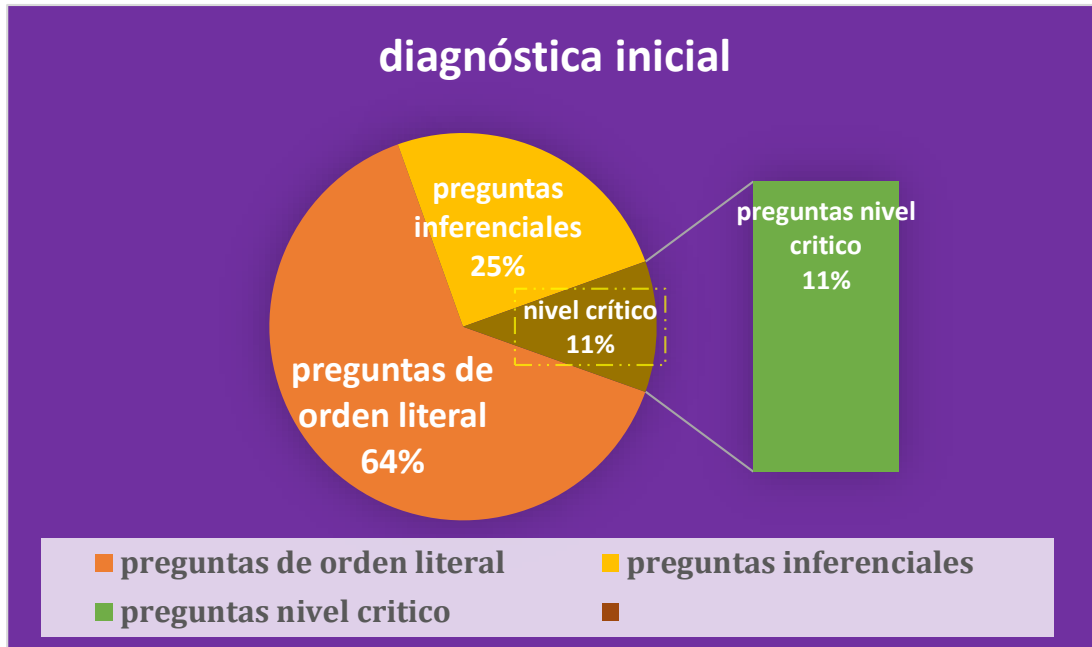 diagnóstica inicial
preguntas
inferenciales
25%
preguntas nivel
critico
11%
nivel crítico
11%
preguntas de
orden literal
64%
preguntas de orden literal
preguntas inferenciales
preguntas nivel critico